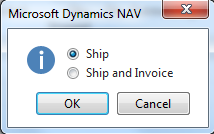 Microsoft Dynamics NAV
Ship
Ship and Invoice
OK
Cancel